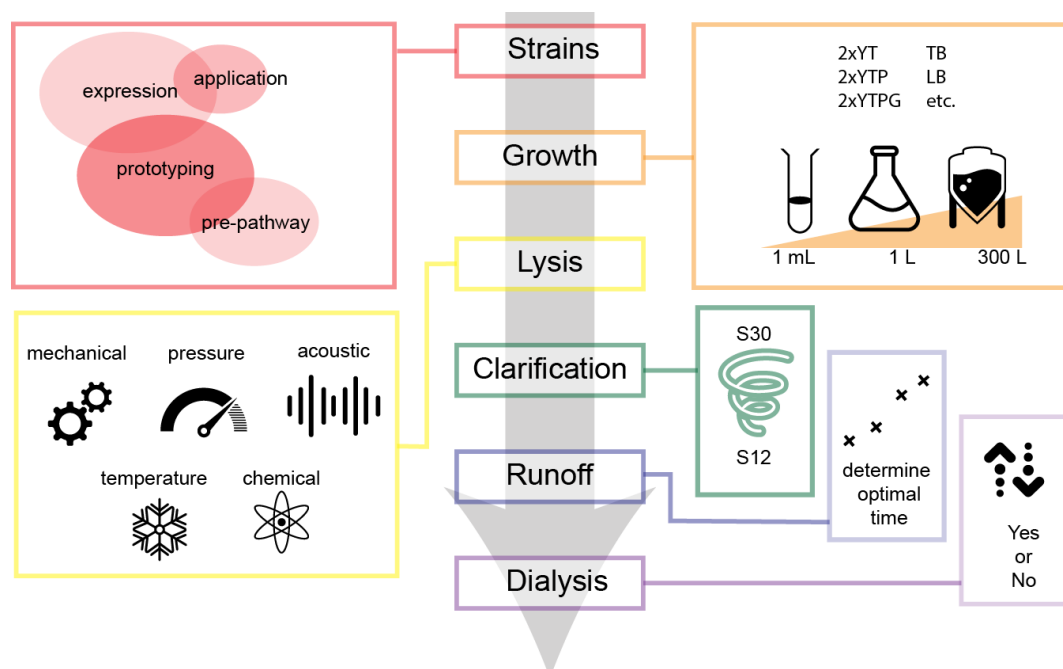 Strains
expression
application
prototyping
pre-pathway
Growth
2xYT TB
2xYTP LB
2xYTPG etc.
1 mL 1 L 300 L
Lysis
mechanical pressure acoustic
temperature chemical
Clarification
S30
S12
Runoff
determine
optimal
time
Dialysis
Yes
or
No